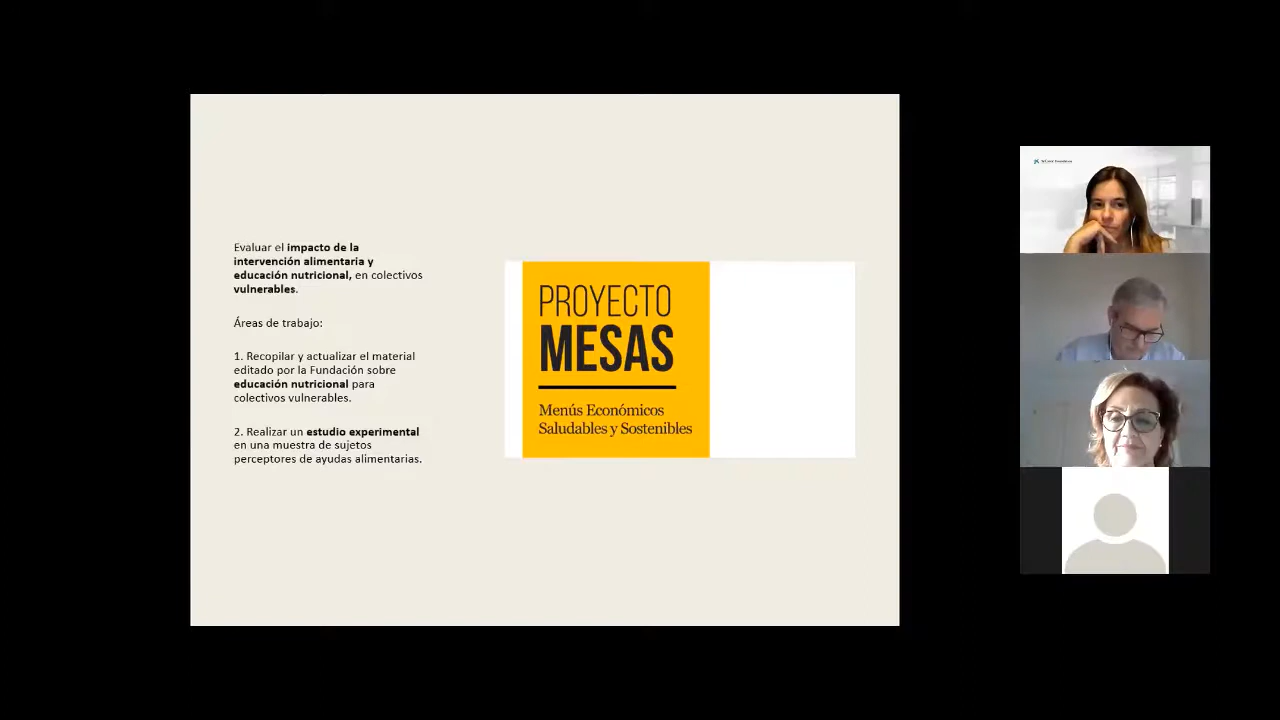 Evaluar el impacto de la
intervención alimentaria y
educación nutricional, en colectivos
vulnerables.
Áreas de trabajo:
1. Recopilar y actualizar el material
editado por la Fundación sobre
educación nutricional para
colectivos vulnerables.
2. Realizar un estudio experimental
en una muestra de sujetos
perceptores de ayudas alimentarias.
PROYECTO
MESAS
Menús Económicos
Saludables y Sostenibles